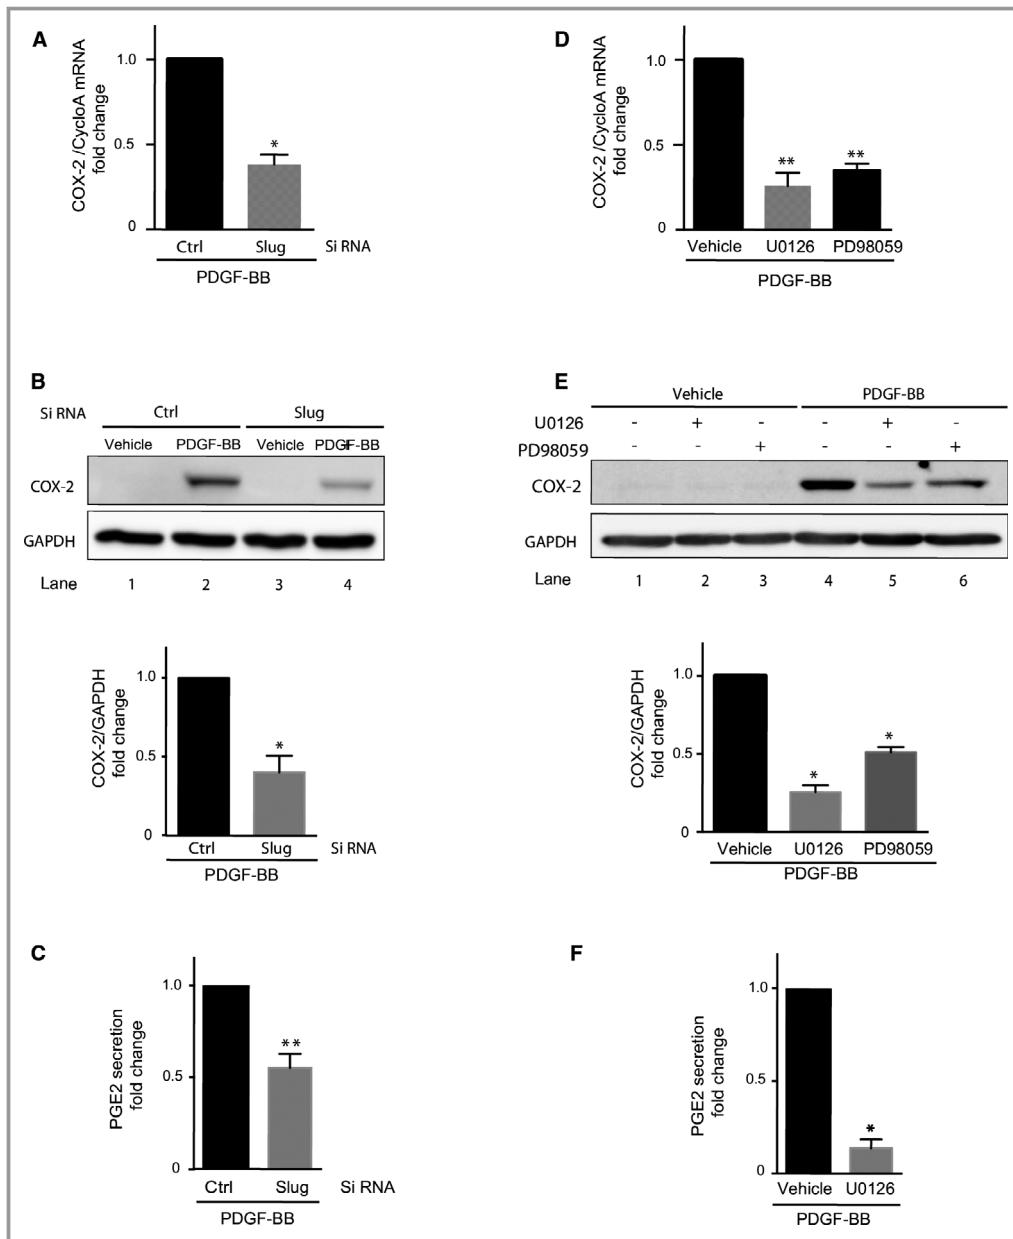 A
COX-2 /CycloA mRNA
fold change
1.0
0.5
0
*
Ctrl Slug Si RNA
PDGF-BB
B
Si RNA Ctrl Slug
Vehicle PDGF-BB Vehicle PDGF-BB
COX-2
GAPDH
Lane 1 2 3 4
COX-2/GAPDH
fold change
1.0
0.5
0
*
Ctrl Slug Si RNA
PDGF-BB
C
PGE2 secretion
fold change
1.0
0.5
0
**
Ctrl Slug Si RNA
PDGF-BB
D
COX-2 /CycloA mRNA
fold change
1.0
0.5
0
** **
Vehicle U0126 PD98059
PDGF-BB
E
Vehicle PDGF-BB
U0126 - + - - + -
PD98059 - - + - - +
COX-2
GAPDH
Lane 1 2 3 4 5 6
COX-2/GAPDH
fold change
1.0
0.5
0
* *
Vehicle U0126 PD98059
PDGF-BB
F
PGE2 secretion
fold change
1.0
0.5
0
*
Vehicle U0126
PDGF-BB